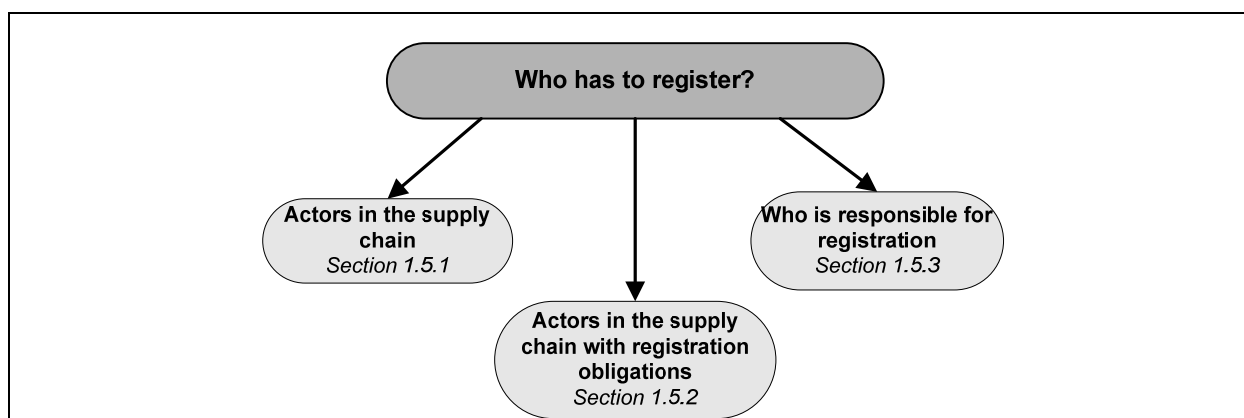 Who has to register?
Actors in the supply
chain
Section 1.5.1
Who is responsible for
registration
Section 1.5.3
Actors in the supply
chain with registration
obligations
Section 1.5.2